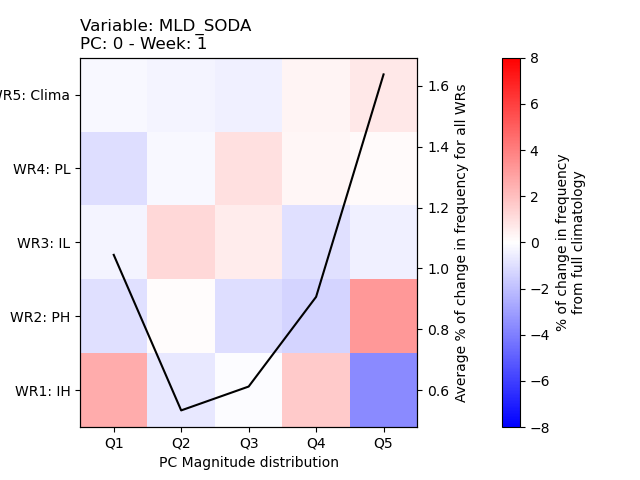 Variable: MLD_SODA
PC: 0 - Week: 1
WR5: Clima
WR4: PL
WR3: IL
WR2: PH
WR1: IH
Q1 Q2 Q3 Q4 Q5
PC Magnitude distribution
1.6
1.4
1.2
1.0
0.8
0.6
Average % of change in frequency for all WRs
8
6
4
2
0
−2
−4
−6
−8
% of change in frequency
from full climatology